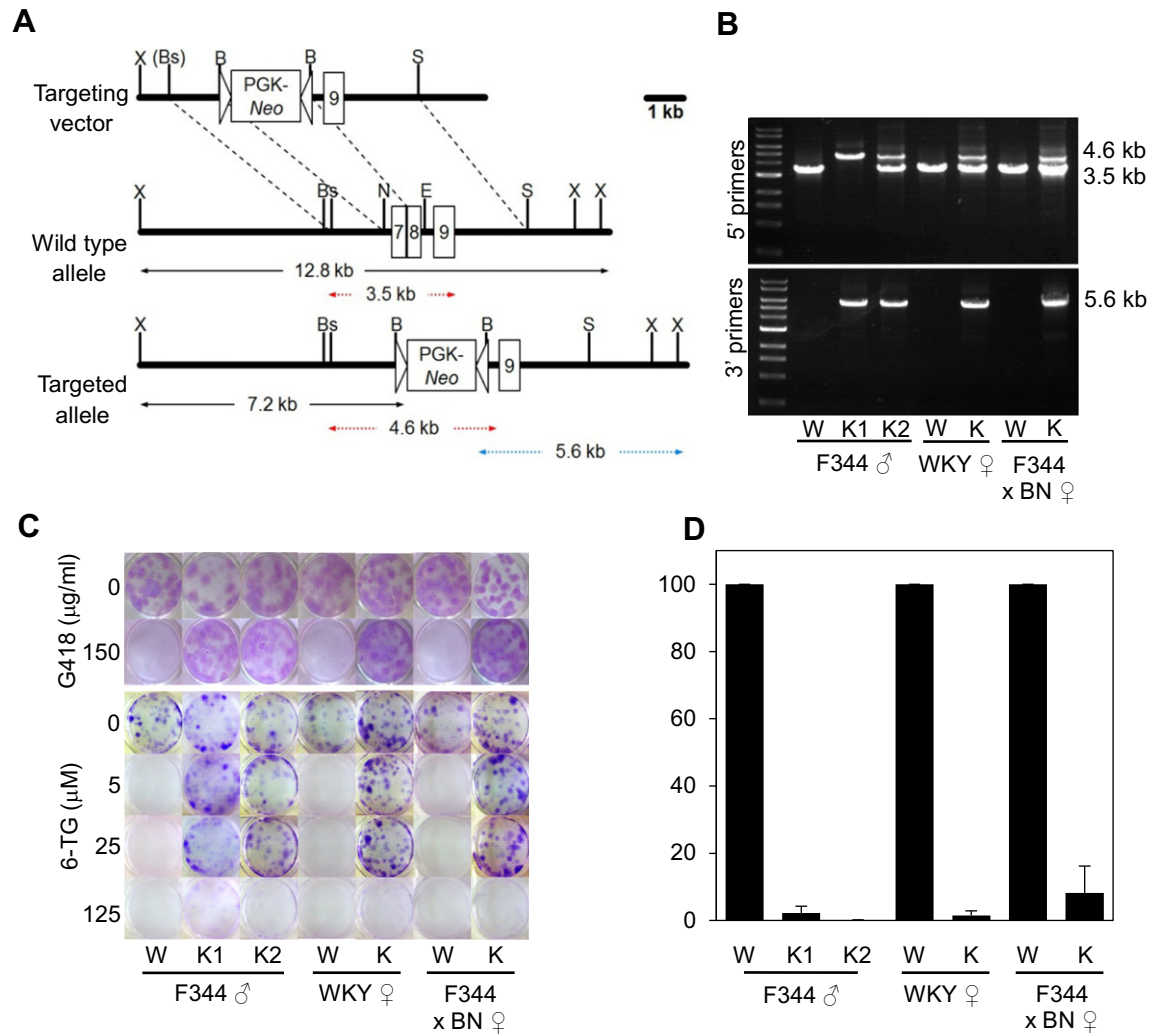 A
X (Bs) B B S
Targeting
vector
PGK-
Neo
9
1 kb
X Bs N E S X X
Wild type
allele
7 8 9
12.8 kb
3.5 kb
X Bs B B S X X
Targeted
allele
PGK-
Neo
9
7.2 kb
4.6 kb
5.6 kb
B
5' primers
4.6 kb
3.5 kb
3' primers
5.6 kb
W K1 K2 W K W K
F344 ♂ WKY ♀ F344
x BN ♀
C
G418 (µg/ml)
0
150
6-TG (µM)
0
5
25
125
W K1 K2 W K W K
F344 ♂ WKY ♀ F344
x BN ♀
D
100
80
60
40
20
0
W K1 K2 W K W K
F344 ♂ WKY ♀ F344
x BN ♀